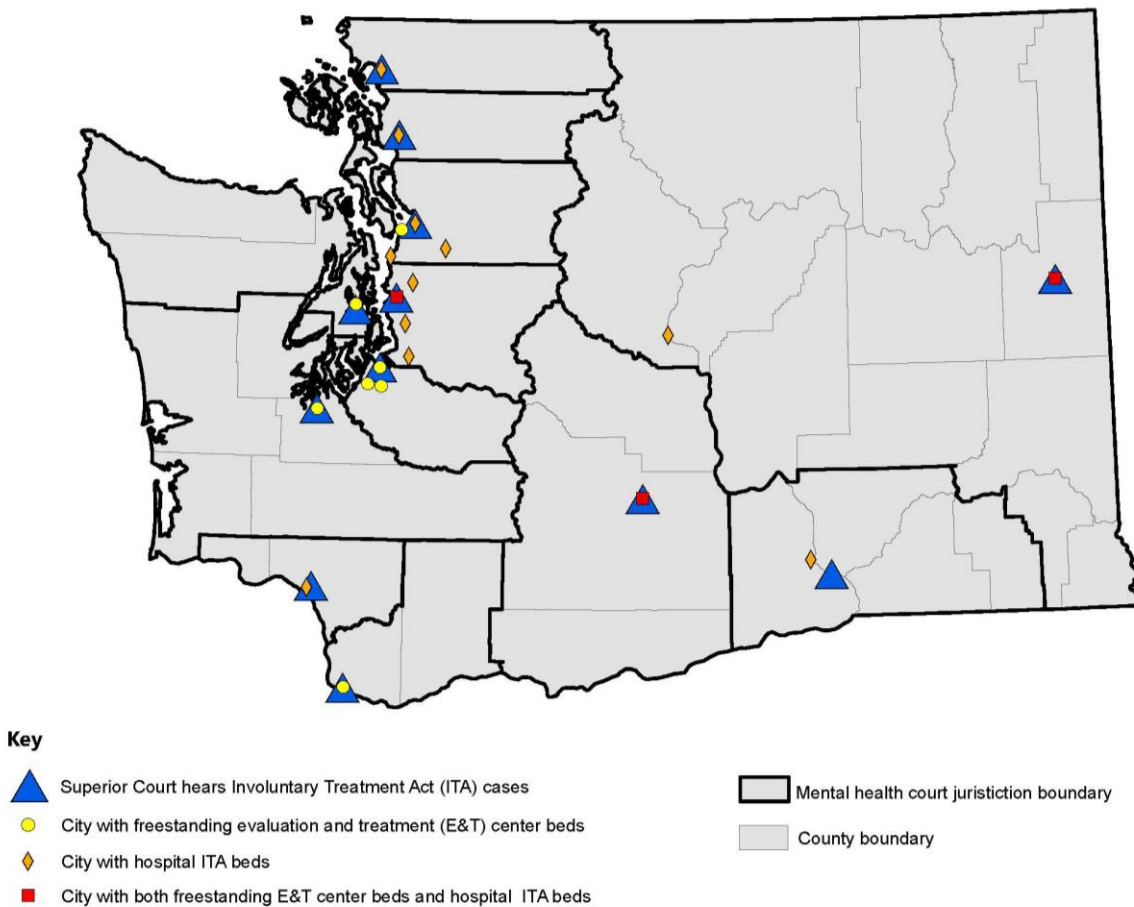 Key
Superior Court hears Involuntary Treatment Act (ITA) cases
City with freestanding evaluation and treatment (E&T) center beds
City with hospital ITA beds
City with both freestanding E&T center beds and hospital ITA beds
Mental health court juristiction boundary
County boundary